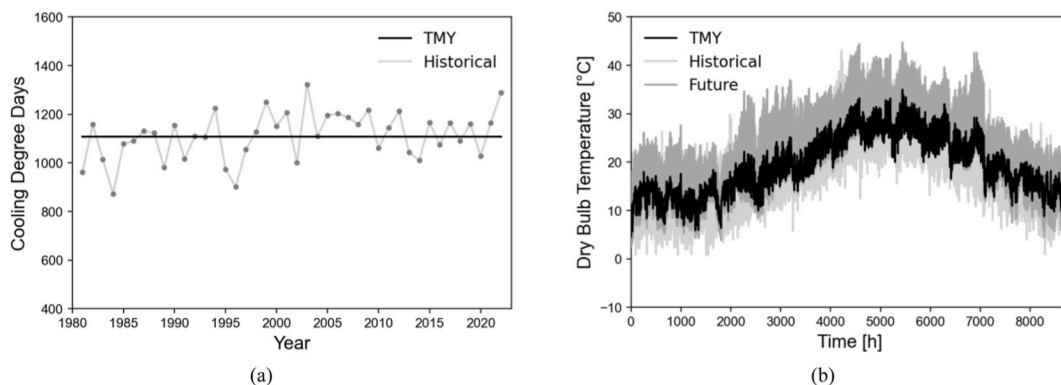 1600
1400
1200
1000
800
600
400
Cooling Degree Days
TMY
Historical
1980 1985 1990 1995 2000 2005 2010 2015 2020
Year
(a)
50
40
30
20
10
0
−10
Dry Bulb Temperature [°C]
TMY
Historical
Future
0 1000 2000 3000 4000 5000 6000 7000 8000
Time [h]
(b)